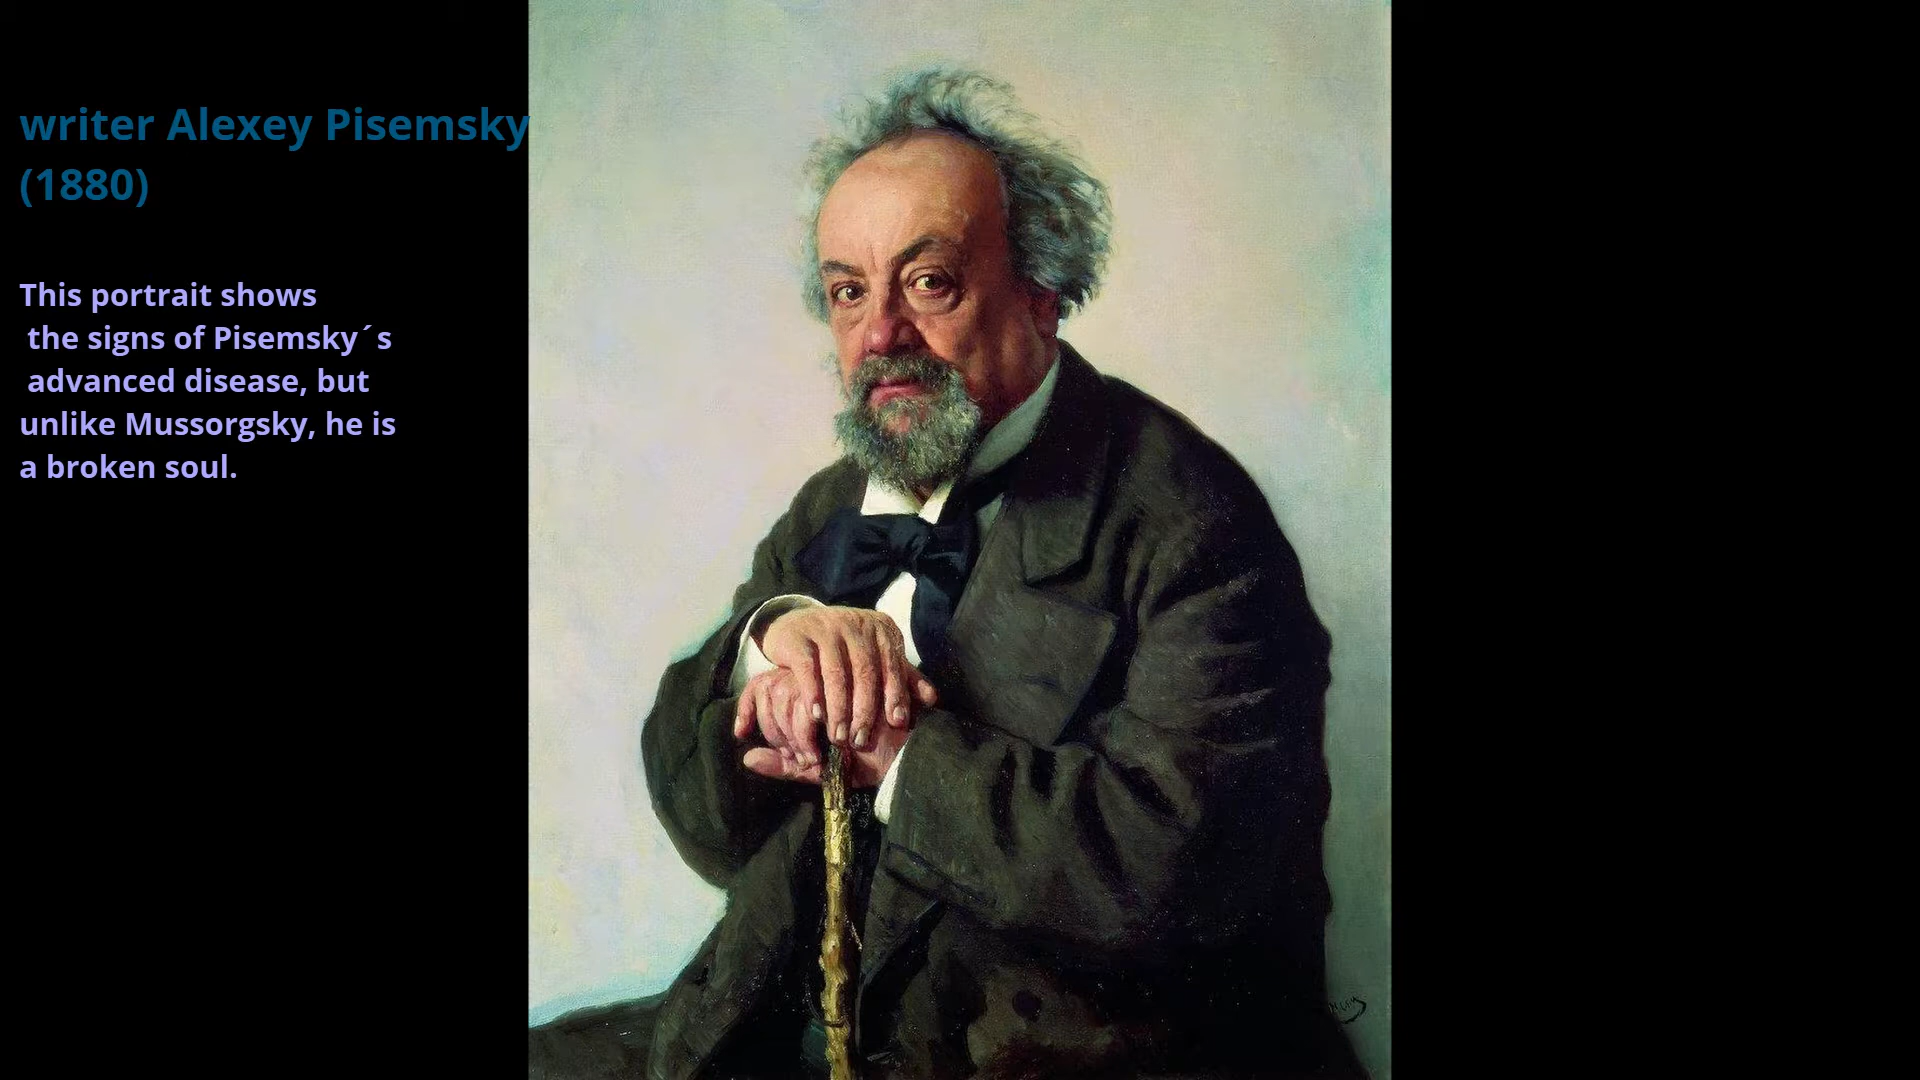 writer Alexey Pisemsky
(1880)
This portrait shows
the signs of Pisemsky´s
advanced disease, but
unlike Mussorgsky, he is
a broken soul.